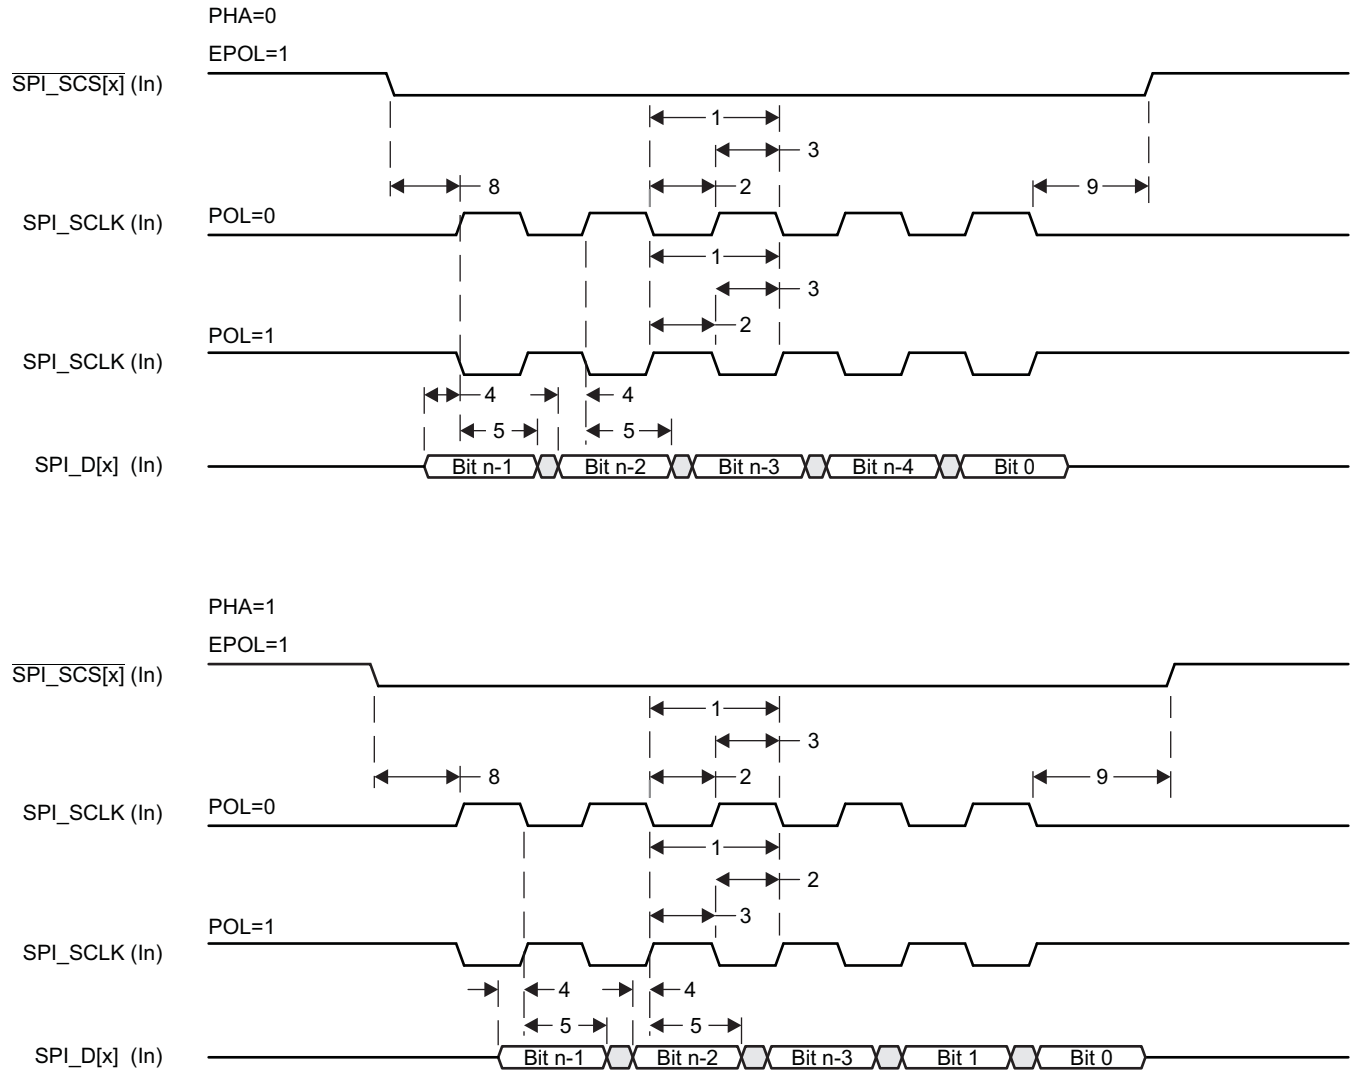 PHA=0
EPOL=1
SPI_SCS[x] (In)
1
3
8
2
9
POL=0
SPI_SCLK (In)
1
3
2
POL=1
SPI_SCLK (In)
4
4
5
5
SPI_D[x] (In)
Bit n-1
Bit n-2
Bit n-3
Bit n-4
Bit 0
PHA=1
EPOL=1
SPI_SCS[x] (In)
1
3
8
2
9
POL=0
SPI_SCLK (In)
1
2
3
POL=1
SPI_SCLK (In)
4
4
5
5
SPI_D[x] (In)
Bit n-1
Bit n-2
Bit n-3
Bit 1
Bit 0